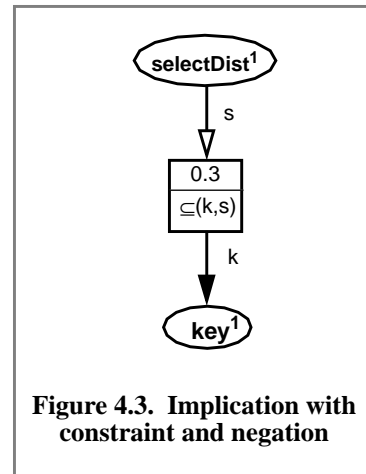 selectDist¹
s
0.3
⊆(k,s)
k
key¹
Figure 4.3. Implication with
constraint and negation